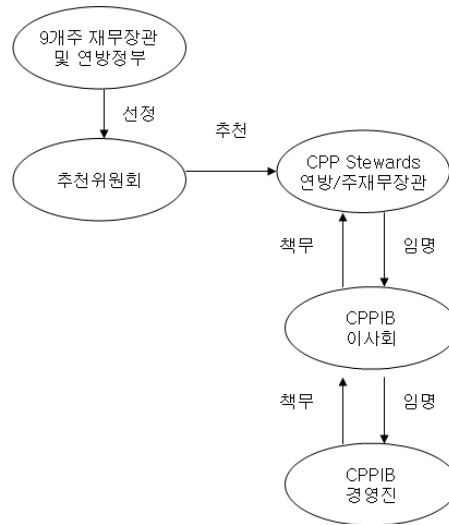 9개주 재무장관
및 연방정부
선정
추천
추천위원회
CPP Stewards
연방/주재무장관
책무
임명
CPPIB
이사회
책무
임명
CPPIB
경영진